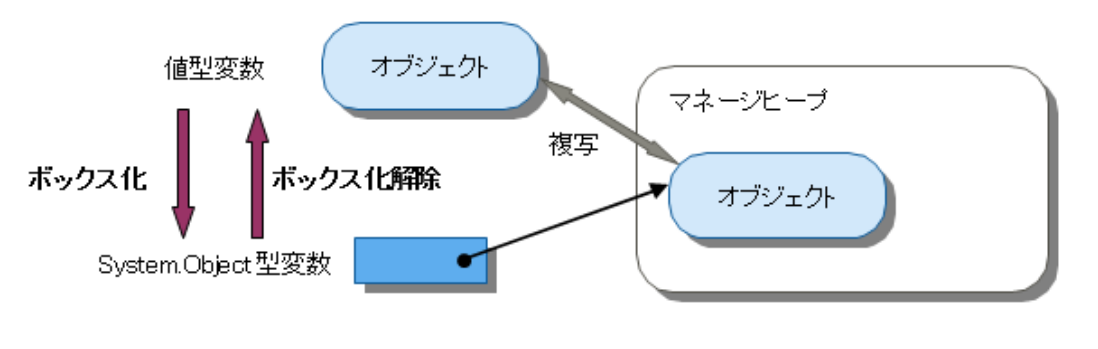 値型変数
オブジェクト
マネージヒープ
複写
ボックス化
ボックス化解除
オブジェクト
System.Object 型変数